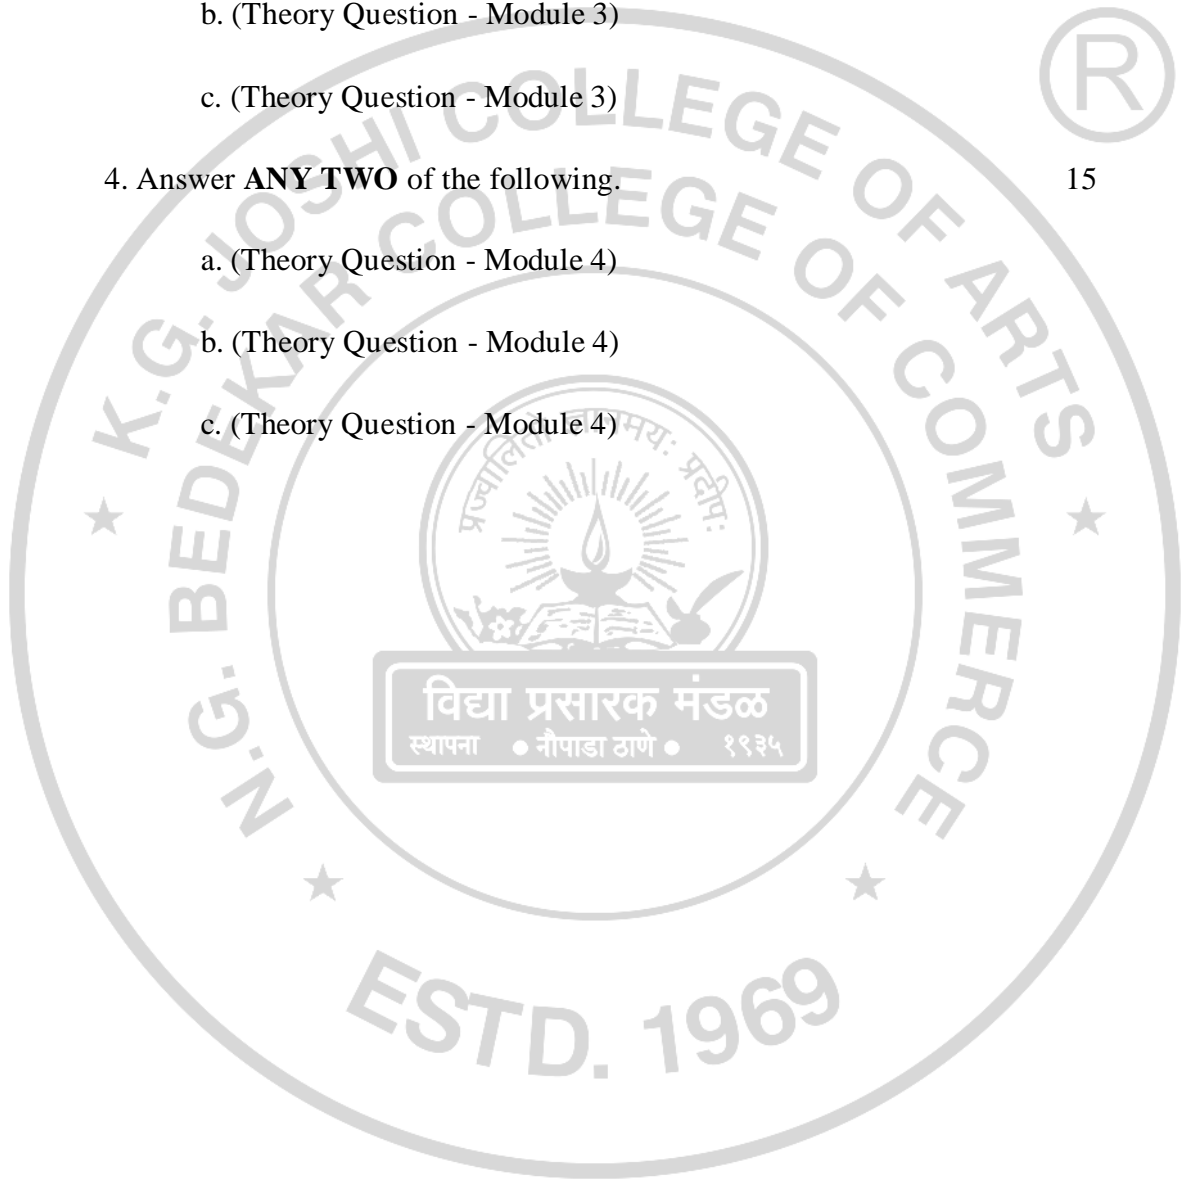 b. (Theory Question - Module 3)
c. (Theory Question - Module 3)
4. Answer ANY TWO of the following. 15
a. (Theory Question - Module 4)
b. (Theory Question - Module 4)
c. (Theory Question - Module 4)
®
K.G. JOSHI COLLEGE OF ARTS
N.G. BEDEKAR COLLEGE OF COMMERCE
प्रदीपः
विद्या प्रसारक मंडळ
स्थापना ● नौपाडा ठाणे ● १९३५
ESTD. 1969